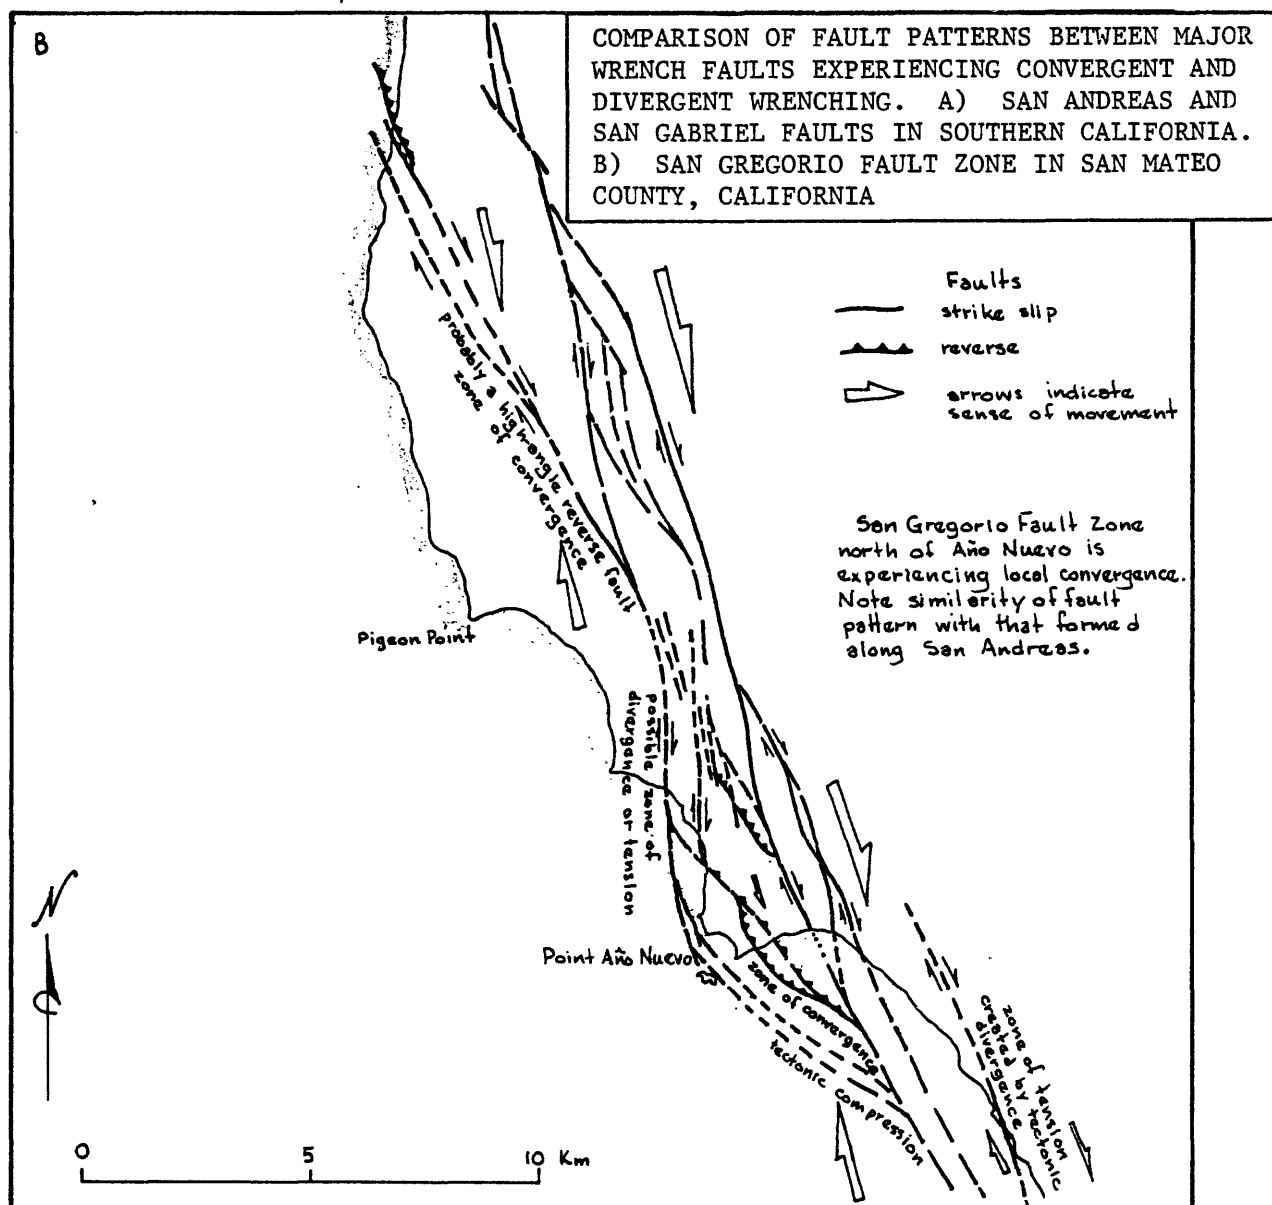 B
COMPARISON OF FAULT PATTERNS BETWEEN MAJOR
WRENCH FAULTS EXPERIENCING CONVERGENT AND
DIVERGENT WRENCHING. A) SAN ANDREAS AND
SAN GABRIEL FAULTS IN SOUTHERN CALIFORNIA.
B) SAN GREGORIO FAULT ZONE IN SAN MATEO
COUNTY, CALIFORNIA
Faults
strike slip
reverse
arrows indicate
sense of movement
probably a high-angle reverse fault
zone of convergence
San Gregorio Fault Zone
north of Año Nuevo is
experiencing local convergence.
Note similarity of fault
pattern with that formed
along San Andreas.
Pigeon Point
possible zone of
divergance or tension
N
Point Año Nuevo
zone of convergence
tectonic compression
zone of tension
created by tectonic
divergence
0 5 10 Km